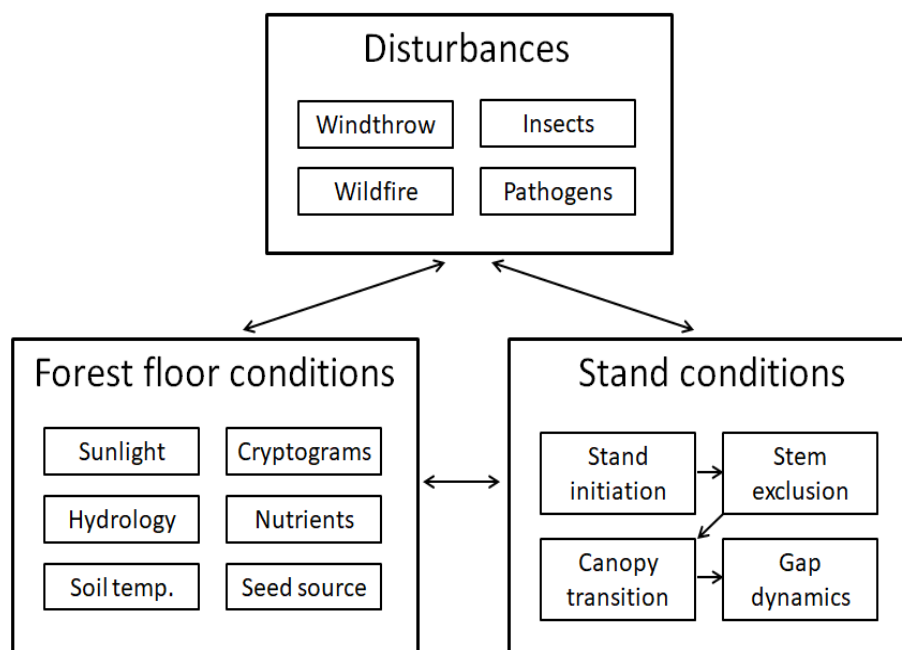 Disturbances
Windthrow
Insects
Wildfire
Pathogens
Forest floor conditions
Sunlight
Cryptograms
Hydrology
Nutrients
Soil temp.
Seed source
Stand conditions
Stand
initiation
Stem
exclusion
Canopy
transition
Gap
dynamics